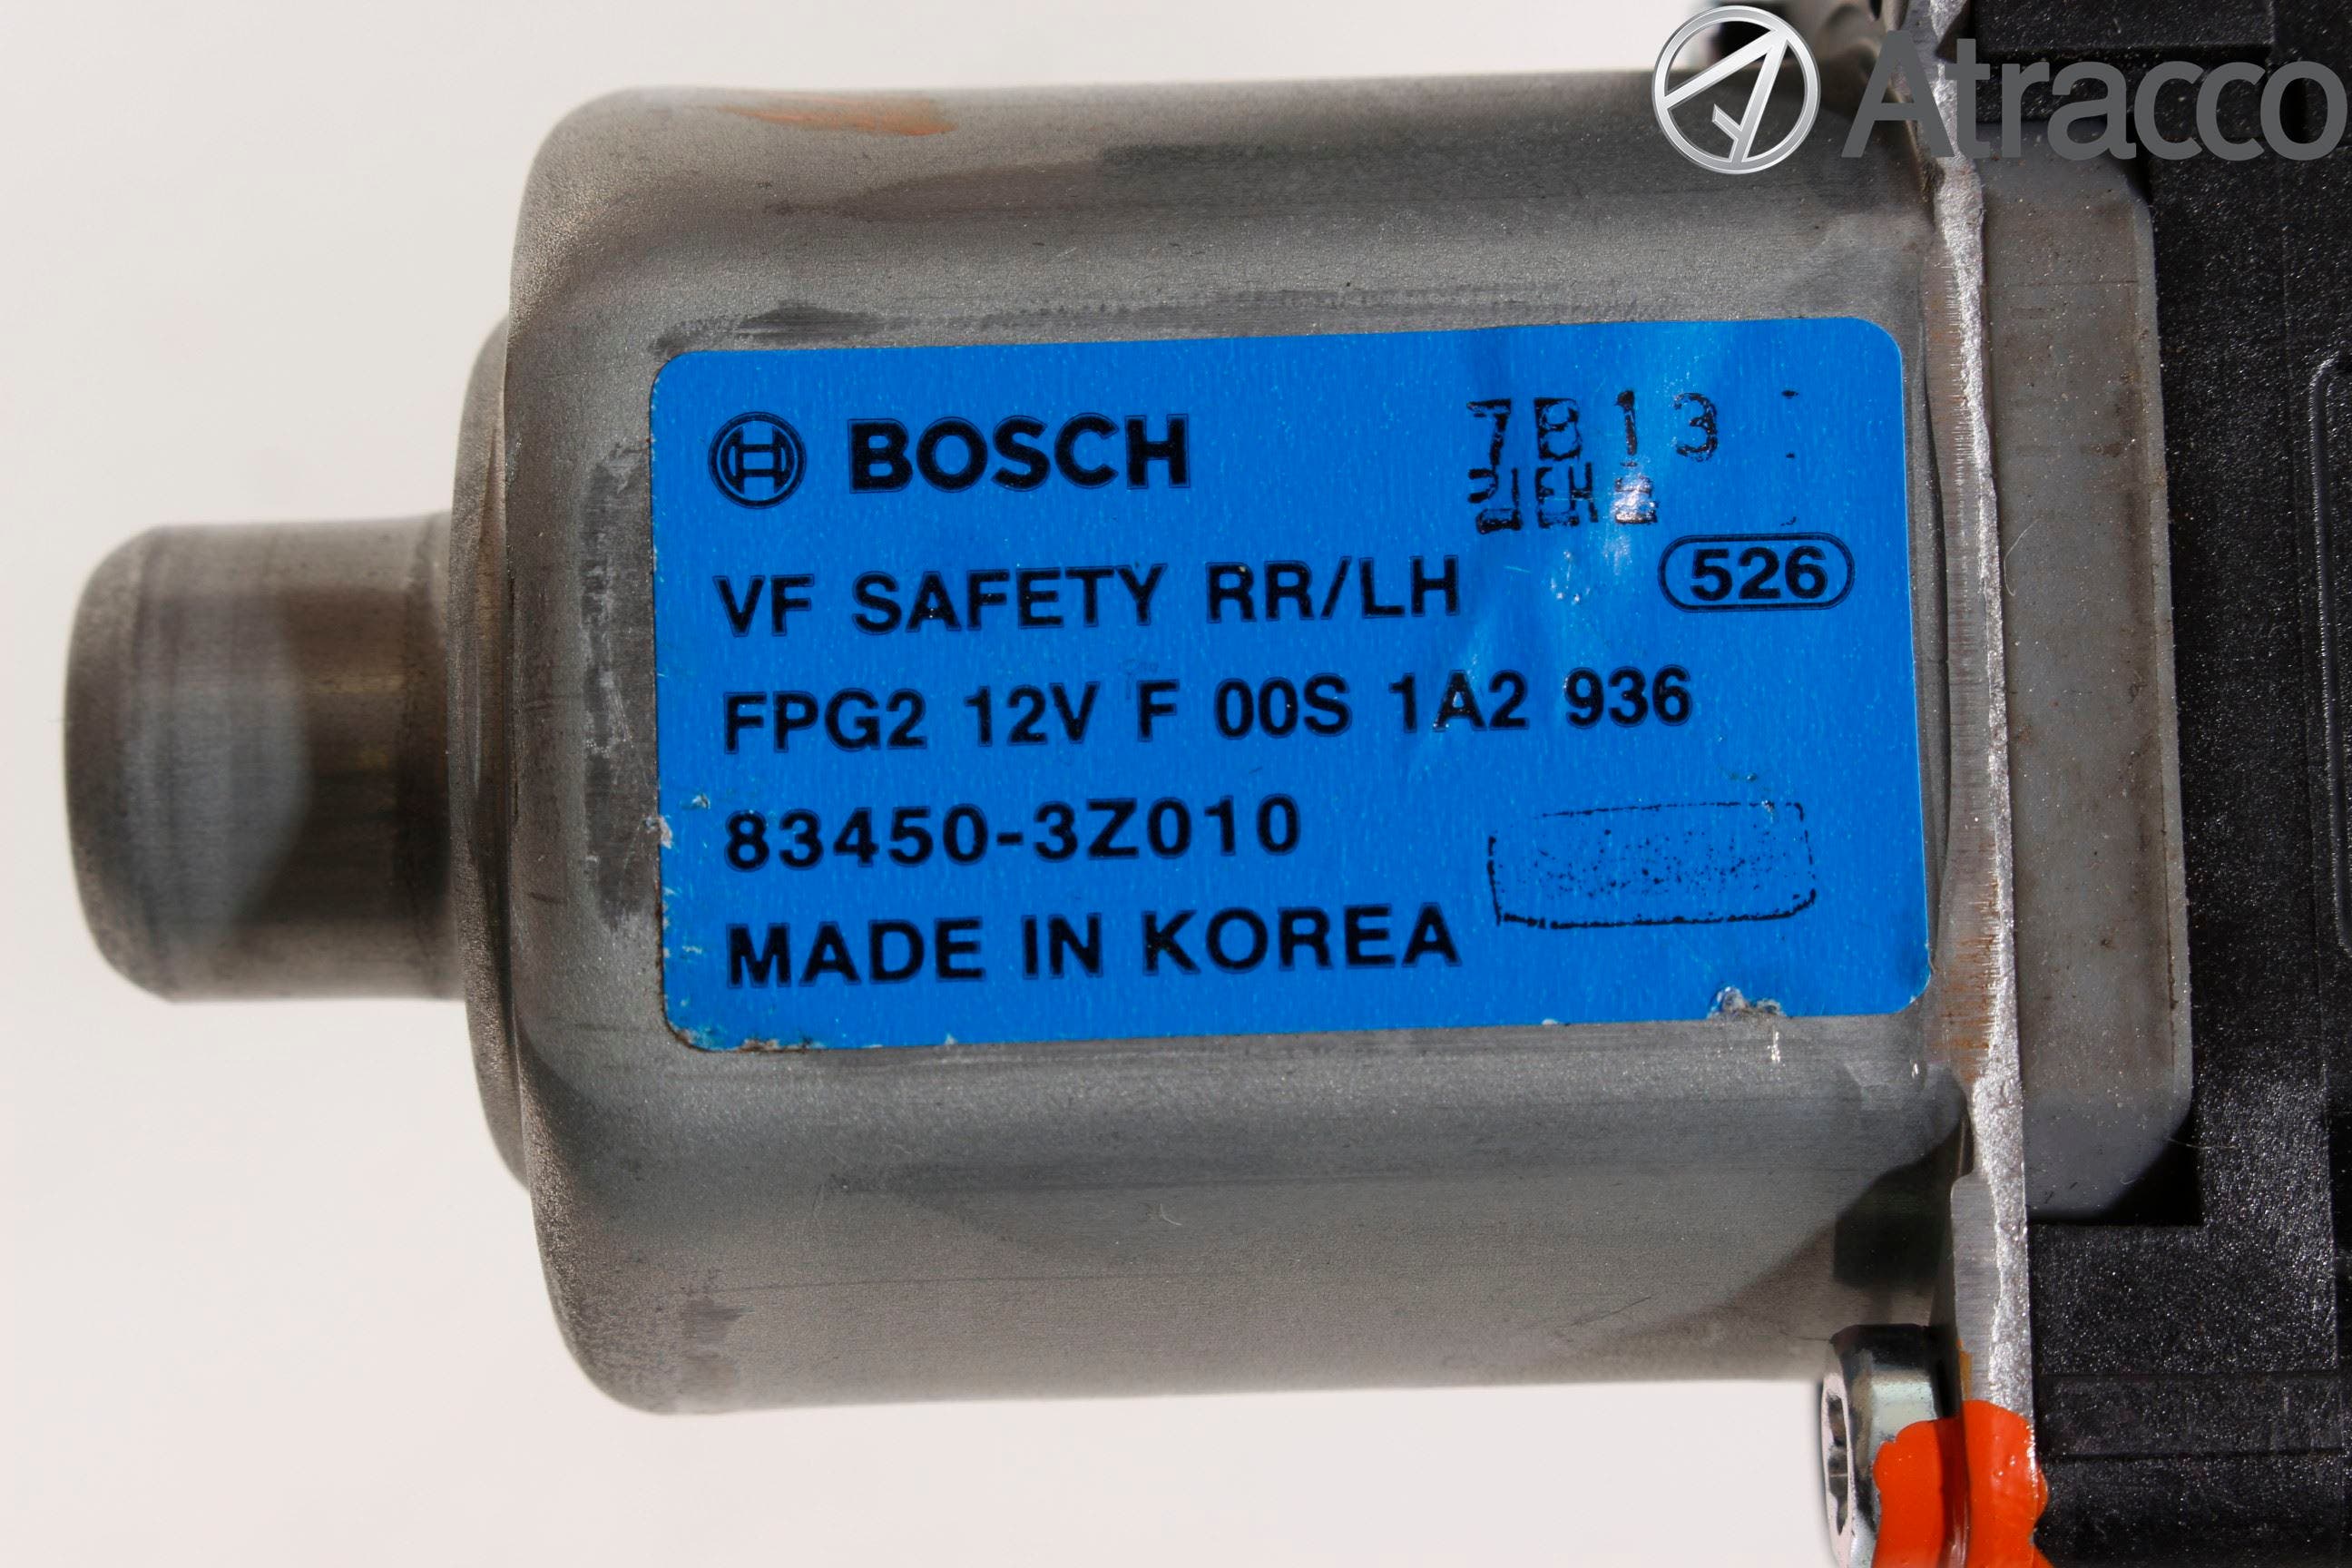 Atracco
BOSCH
7B13
VF SAFETY RR/LH
526
FPG2 12V F 00S 1A2 936
83450-3Z010
MADE IN KOREA